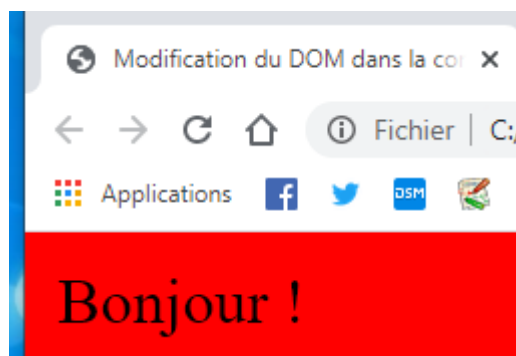 Modification du DOM dans la co
Fichier | C:/
Applications DSM
Bonjour !